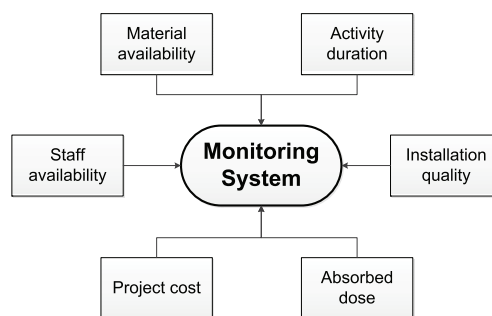 Material
availability
Activity
duration
Staff
availability
Monitoring
System
Installation
quality
Project cost
Absorbed
dose